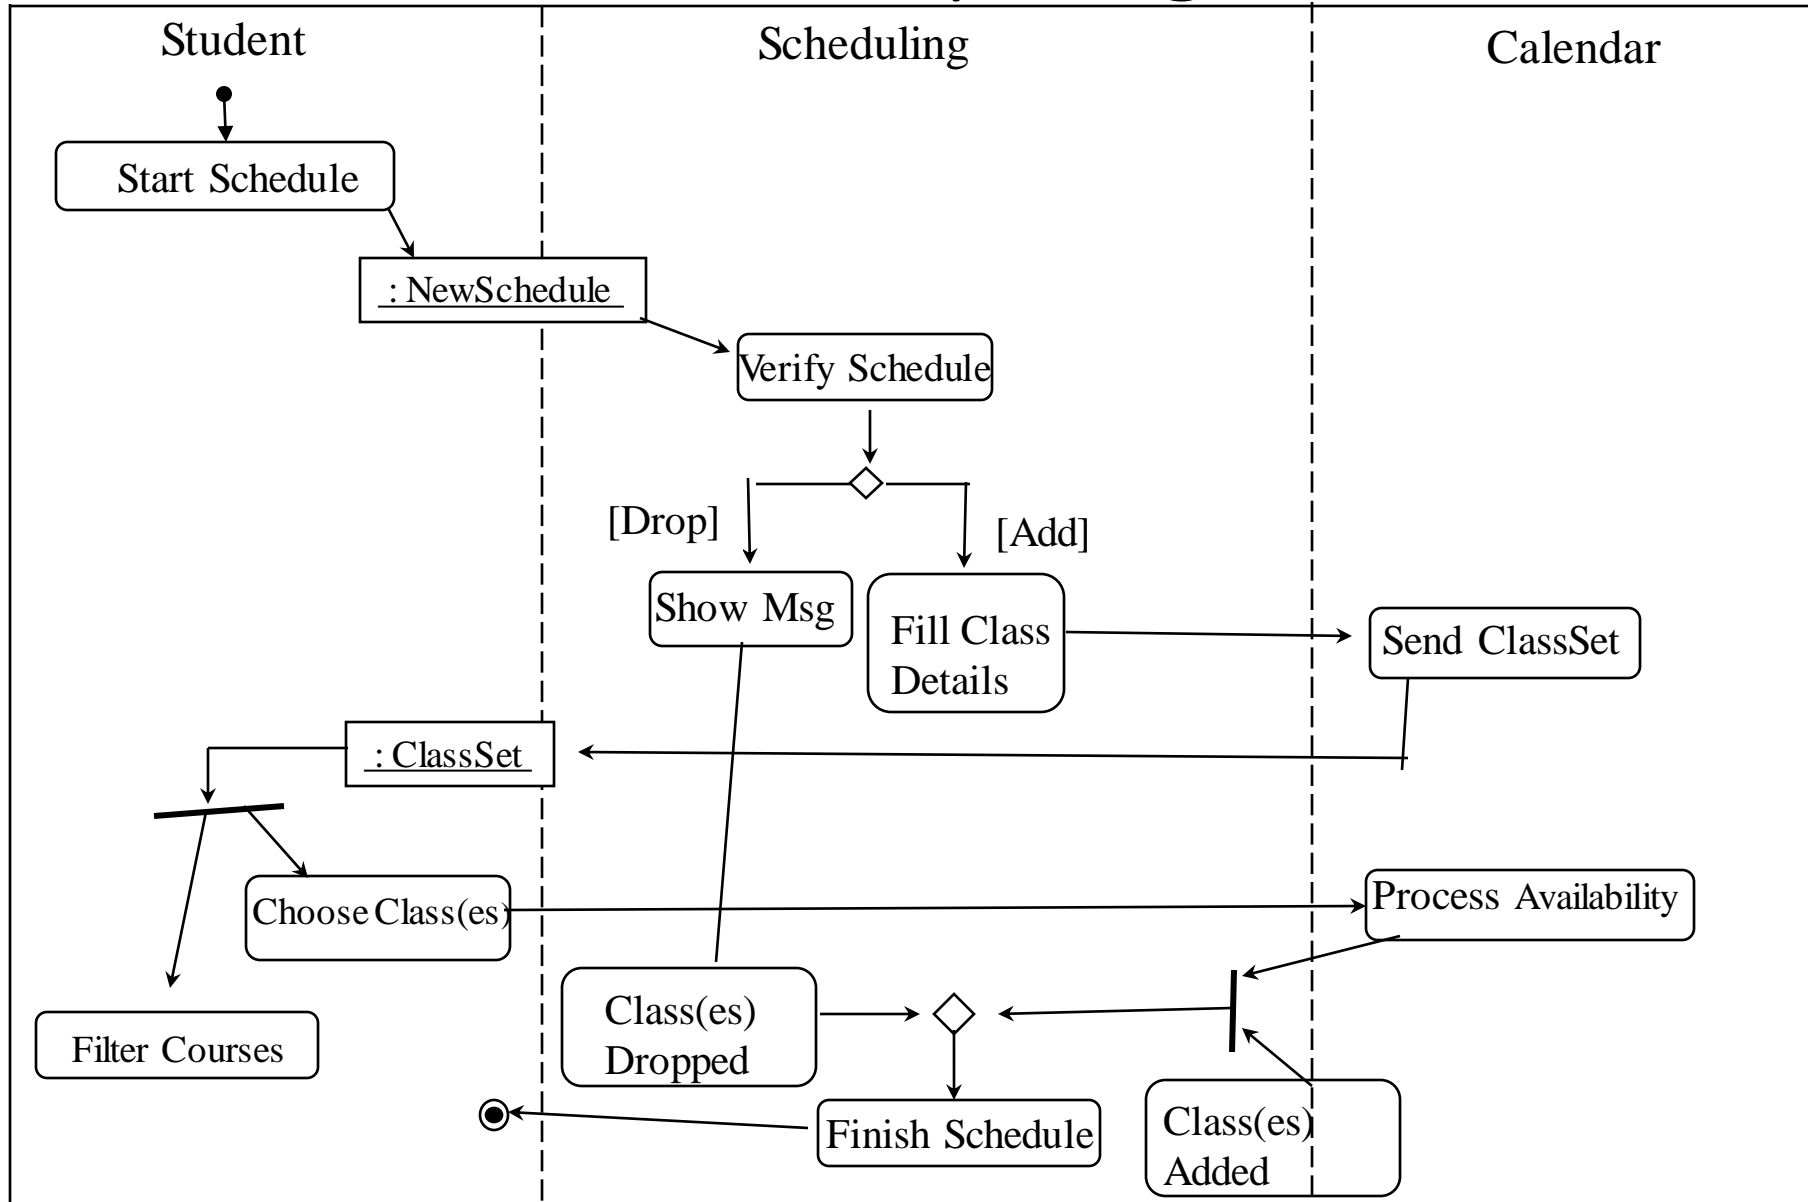 Student
Scheduling
Calendar
Start Schedule
: NewSchedule
Verify Schedule
[Drop]
[Add]
Show Msg
Fill Class
Details
Send ClassSet
: ClassSet
Choose Class(es)
Process Availability
Class(es)
Dropped
Filter Courses
Finish Schedule
Class(es)
Added